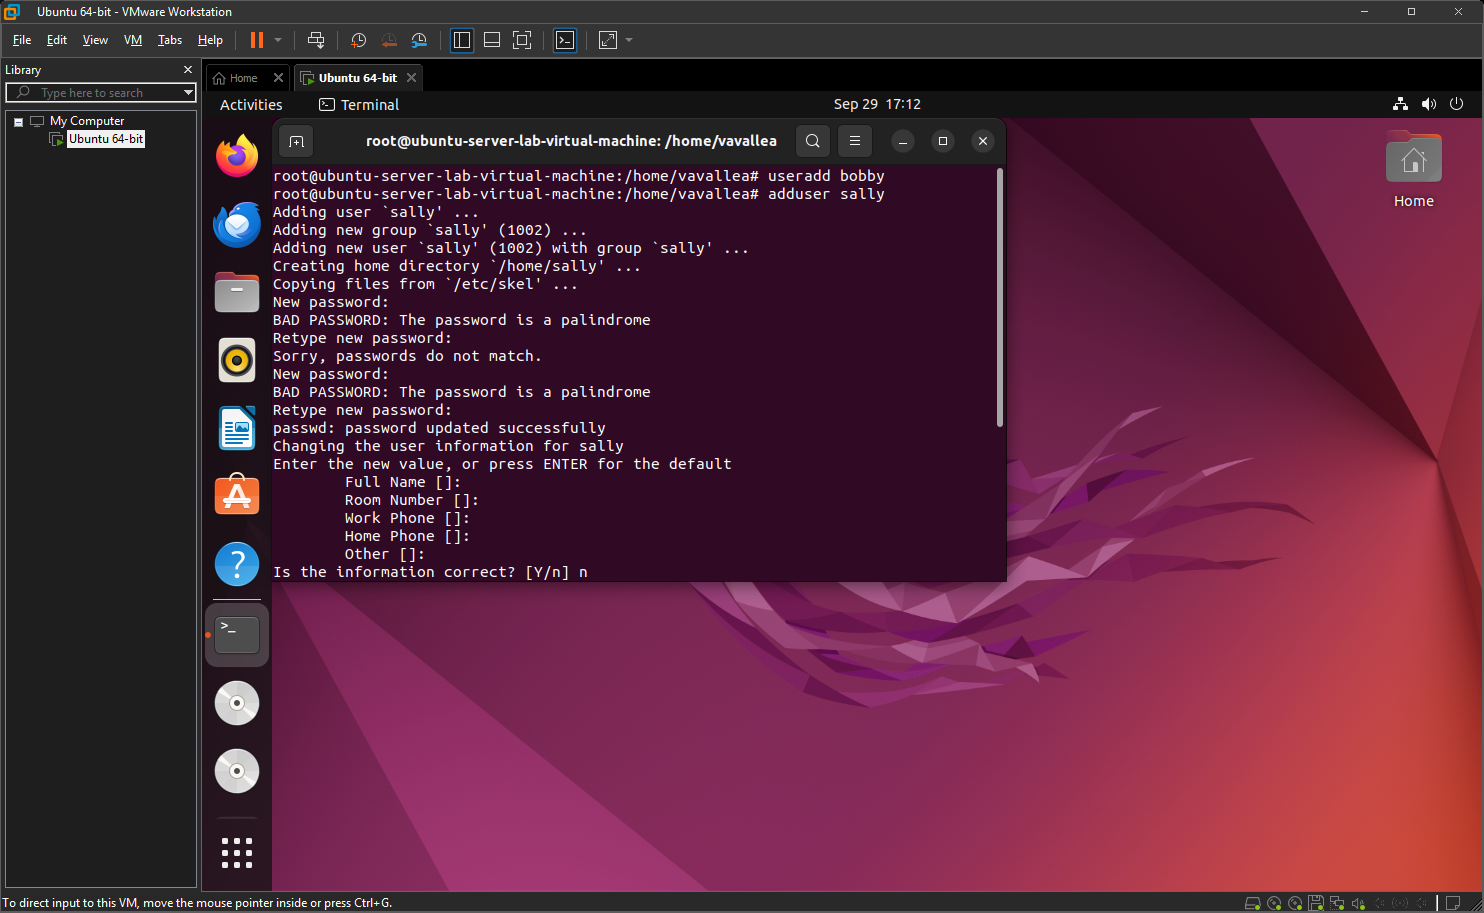 Ubuntu 64-bit - VMware Workstation
File Edit View VM Tabs Help
Library
Type here to search
My Computer
Ubuntu 64-bit
Home
Ubuntu 64-bit
Activities
Terminal
Sep 29 17:12
root@ubuntu-server-lab-virtual-machine: /home/vavallea
root@ubuntu-server-lab-virtual-machine:/home/vavallea# useradd bobby
root@ubuntu-server-lab-virtual-machine:/home/vavallea# adduser sally
Adding user `sally' ...
Adding new group `sally' (1002) ...
Adding new user `sally' (1002) with group `sally' ...
Creating home directory `/home/sally' ...
Copying files from `/etc/skel' ...
New password:
BAD PASSWORD: The password is a palindrome
Retype new password:
Sorry, passwords do not match.
New password:
BAD PASSWORD: The password is a palindrome
Retype new password:
passwd: password updated successfully
Changing the user information for sally
Enter the new value, or press ENTER for the default
Full Name []:
Room Number []:
Work Phone []:
Home Phone []:
Other []:
Is the information correct? [Y/n] n
Home
To direct input to this VM, move the mouse pointer inside or press Ctrl+G.